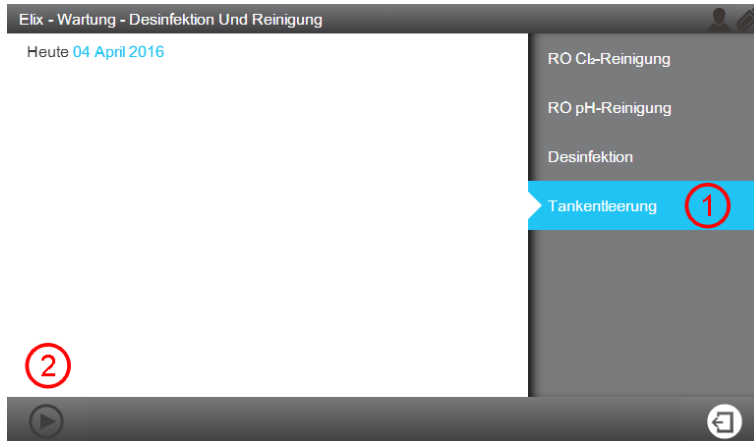 Elix - Wartung - Desinfektion Und Reinigung
Heute 04 April 2016
RO Cl₂-Reinigung
RO pH-Reinigung
Desinfektion
Tankentleerung 1
2